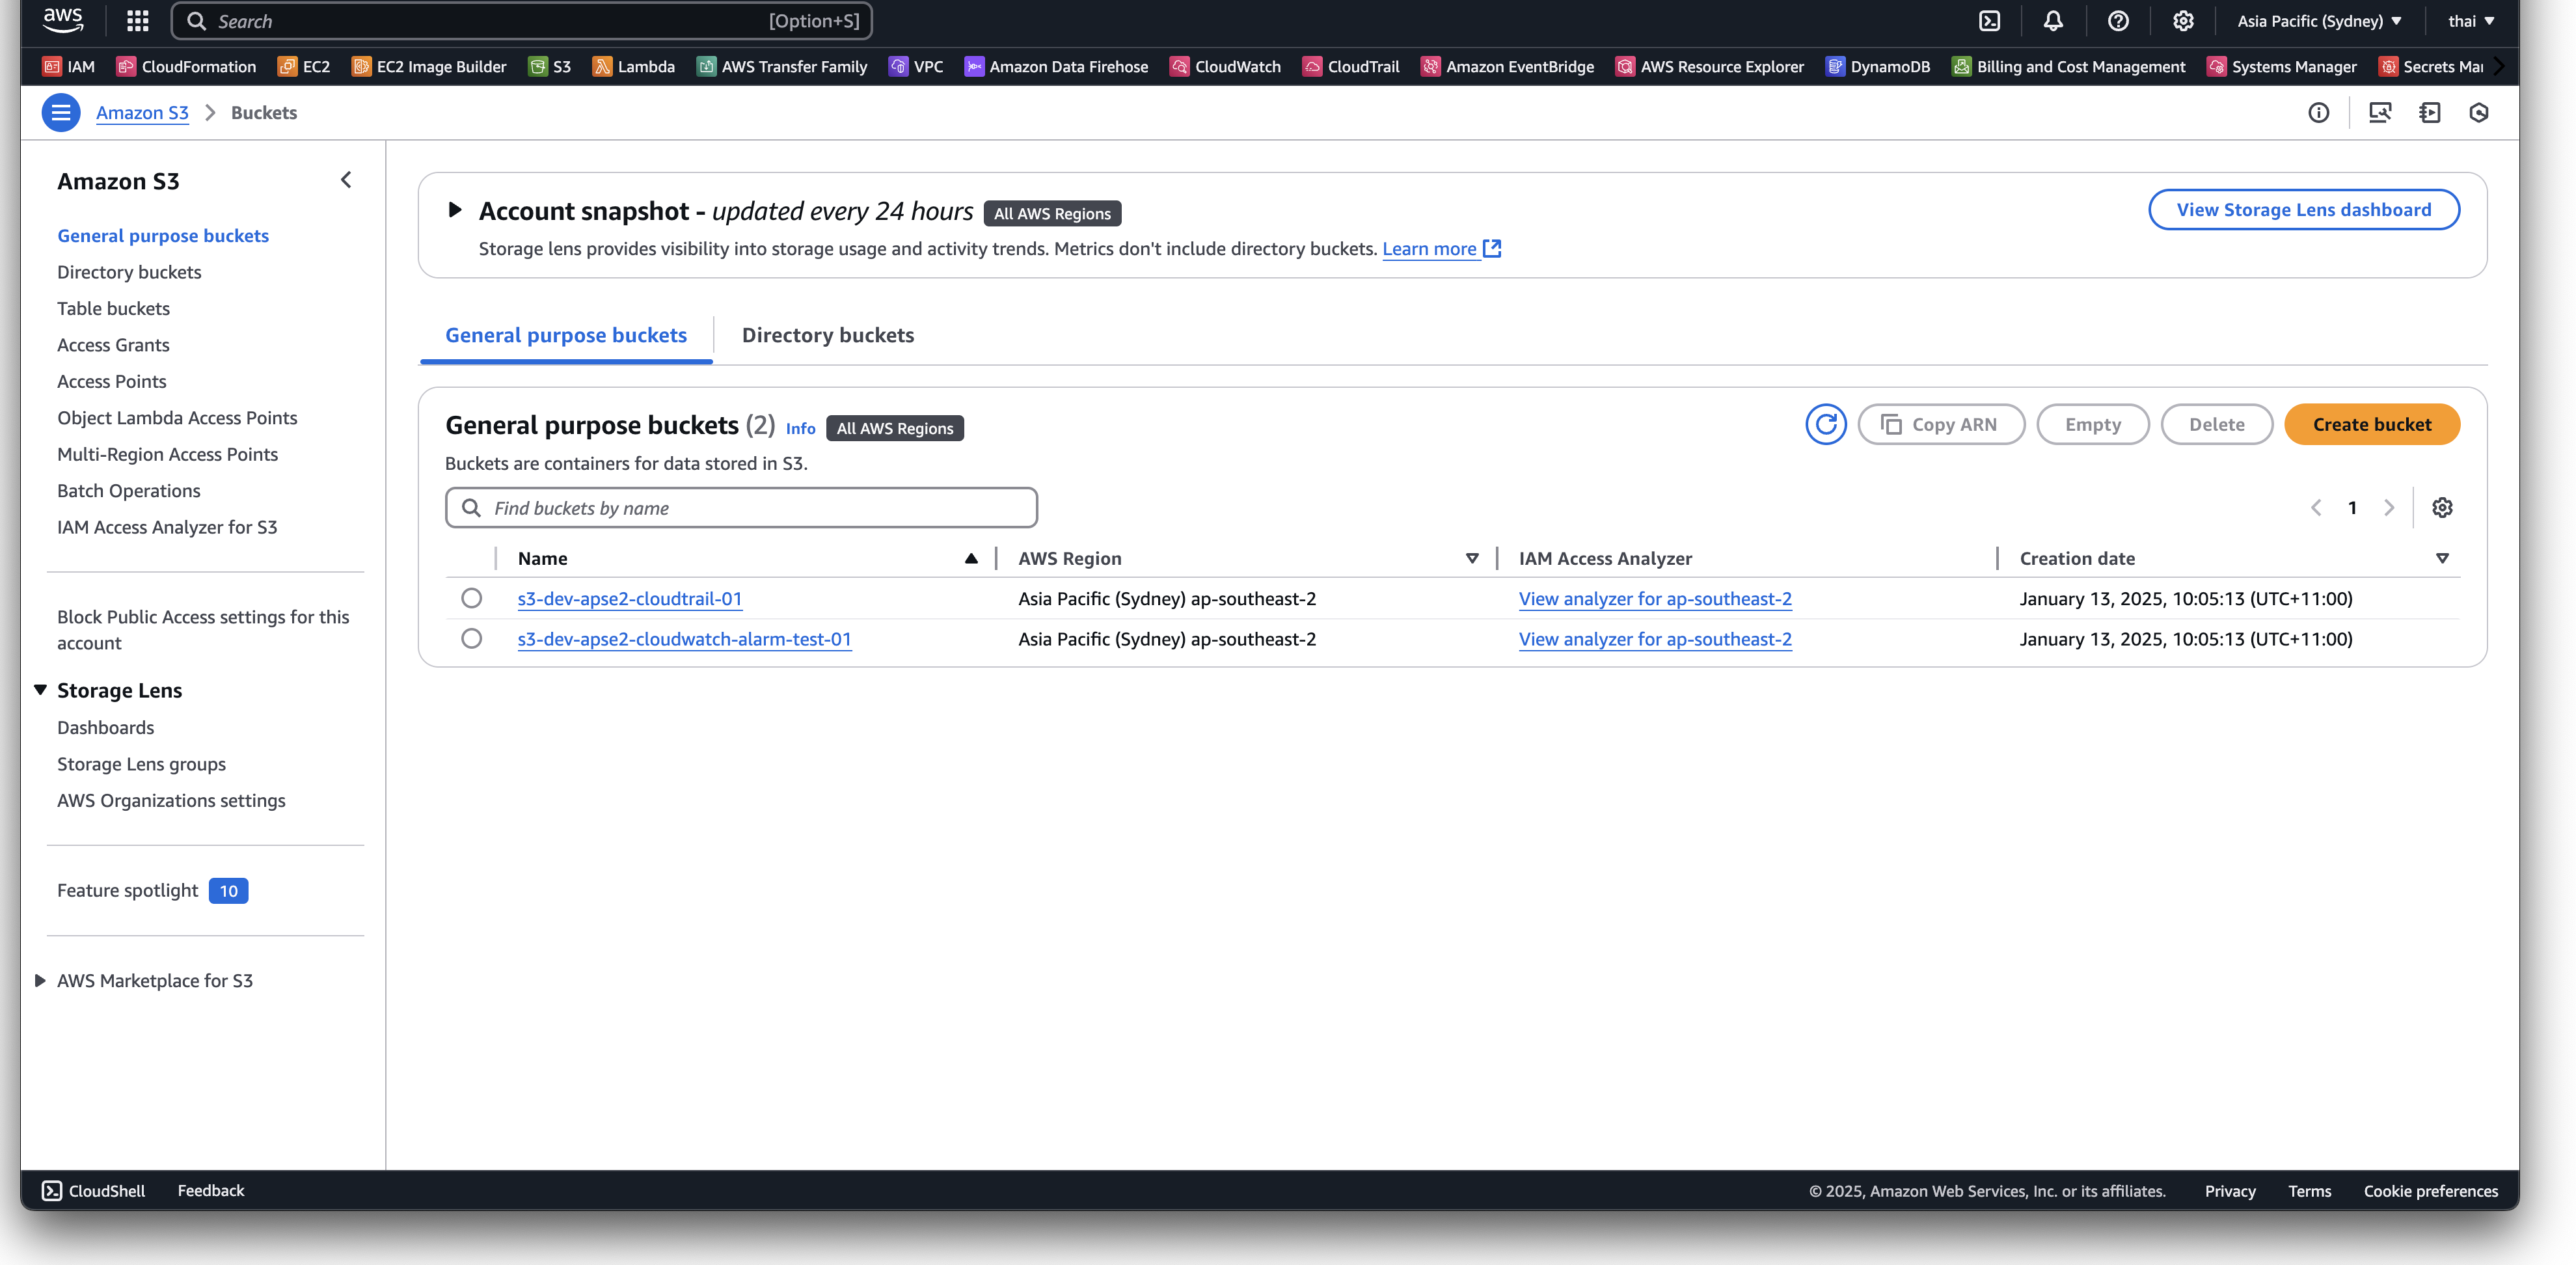 aws
Search [Option+S]
Asia Pacific (Sydney) thai
IAM CloudFormation EC2 EC2 Image Builder S3 Lambda AWS Transfer Family VPC Amazon Data Firehose CloudWatch CloudTrail Amazon EventBridge AWS Resource Explorer DynamoDB Billing and Cost Management Systems Manager Secrets
Amazon S3 > Buckets
Amazon S3
General purpose buckets
Directory buckets
Table buckets
Access Grants
Access Points
Object Lambda Access Points
Multi-Region Access Points
Batch Operations
IAM Access Analyzer for S3
Block Public Access settings for this
account
Storage Lens
Dashboards
Storage Lens groups
AWS Organizations settings
Feature spotlight 10
AWS Marketplace for S3
Account snapshot - updated every 24 hours All AWS Regions
View Storage Lens dashboard
Storage lens provides visibility into storage usage and activity trends. Metrics don't include directory buckets. Learn more
General purpose buckets Directory buckets
General purpose buckets (2) Info All AWS Regions
Copy ARN Empty Delete Create bucket
Buckets are containers for data stored in S3.
Find buckets by name
1
Name AWS Region IAM Access Analyzer Creation date
s3-dev-apse2-cloudtrail-01 Asia Pacific (Sydney) ap-southeast-2 View analyzer for ap-southeast-2 January 13, 2025, 10:05:13 (UTC+11:00)
s3-dev-apse2-cloudwatch-alarm-test-01 Asia Pacific (Sydney) ap-southeast-2 View analyzer for ap-southeast-2 January 13, 2025, 10:05:13 (UTC+11:00)
CloudShell Feedback
© 2025, Amazon Web Services, Inc. or its affiliates. Privacy Terms Cookie preferences